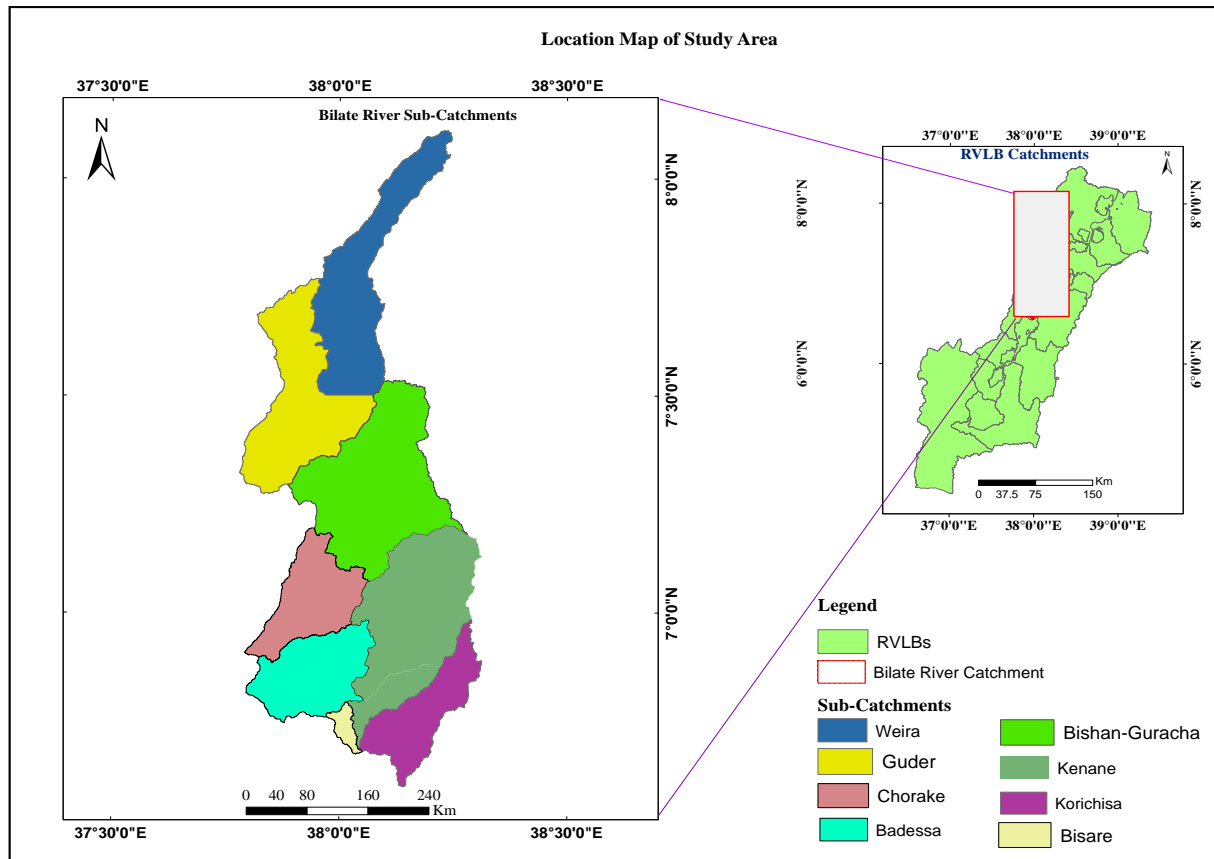 Location Map of Study Area
37°30'0"E 38°0'0"E 38°30'0"E
Bilate River Sub-Catchments
N
8°0'0"N
7°30'0"N
7°0'0"N
0 40 80 160 240
Km
37°30'0"E 38°0'0"E 38°30'0"E
37°0'0"E 38°0'0"E 39°0'0"E
RVLB Catchments
N
8°0'0"N 8°0'0"N
6°0'0"N 6°0'0"N
Km
0 37.5 75 150
37°0'0"E 38°0'0"E 39°0'0"E
Legend
RVLBs
Bilate River Catchment
Sub-Catchments
Weira
Guder
Chorake
Badessa
Bishan-Guracha
Kenane
Korichisa
Bisare